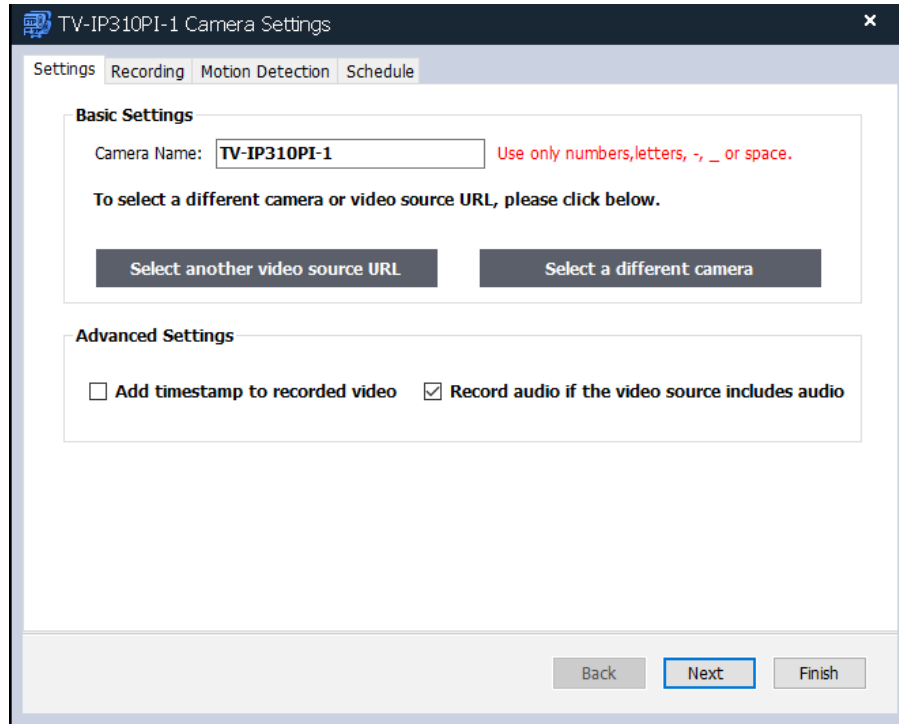 TV-IP310PI-1 Camera Settings
Settings Recording Motion Detection Schedule
Basic Settings
Camera Name: TV-IP310PI-1 Use only numbers,letters, -, _ or space.
To select a different camera or video source URL, please click below.
Select another video source URL Select a different camera
Advanced Settings
Add timestamp to recorded video Record audio if the video source includes audio
Back Next Finish